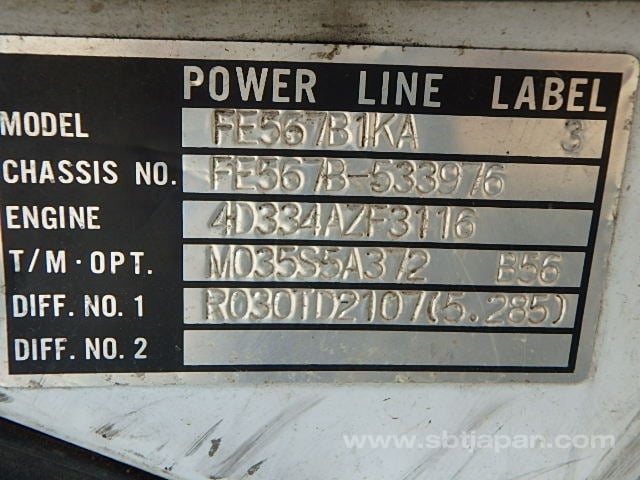 POWER LINE LABEL
MODEL FE567B1KA 3
CHASSIS NO. FE567B-533976
ENGINE 4D334AZF3116
T/M·OPT. M035S5A372 B56
DIFF. NO. 1 R030TD2107(5.285)
DIFF. NO. 2
www.sbtjapan.com